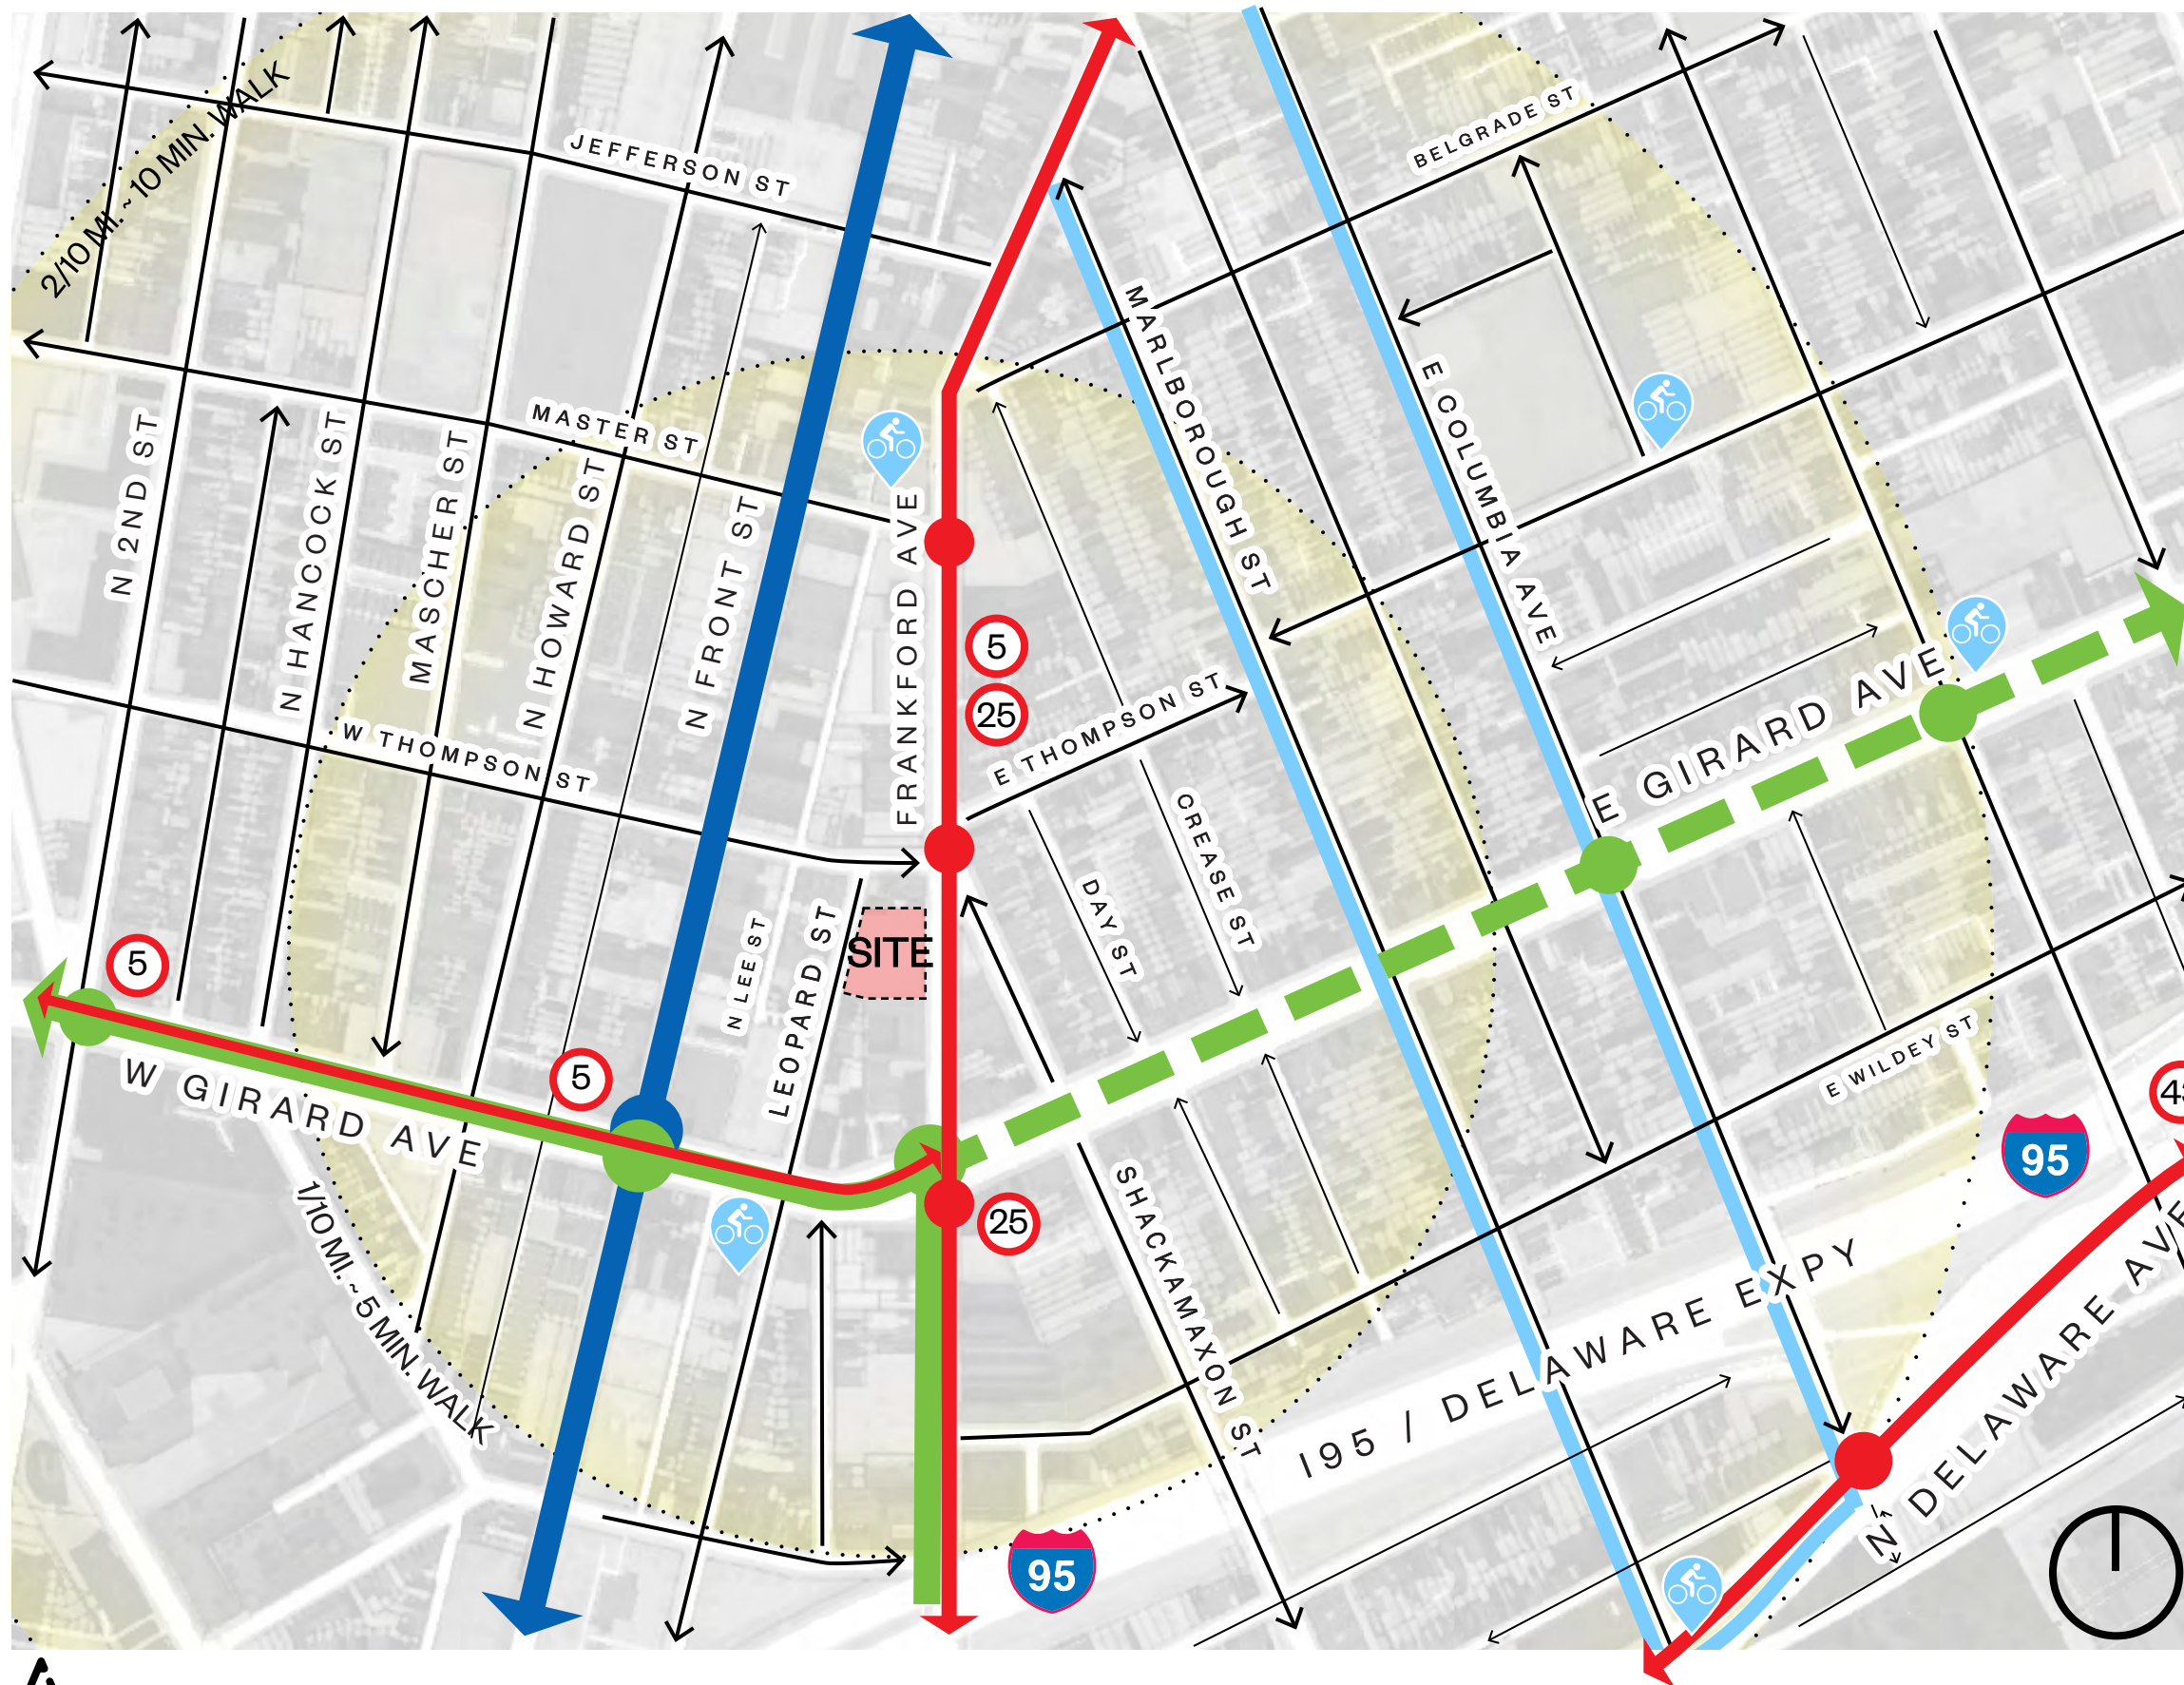 2/10 MI. ~ 10 MIN. WALK
JEFFERSON ST
BELGRADE ST
MASTER ST
N 2ND ST
N HANCOCK ST
MASCHER ST
N HOWARD ST
N FRONT ST
FRANKFORD AVE
MARLBOROUGH ST
E COLUMBIA AVE
5
25
E THOMPSON ST
W THOMPSON ST
E GIRARD AVE
CREASE ST
DAY ST
N LEE ST
LEOPARD ST
SITE
5
5
W GIRARD AVE
E WILDEY ST
95
25
SHACKAMAXON ST
1/10 MI. ~ 5 MIN. WALK
I95 / DELAWARE EXPY
N DELAWARE AVE
95